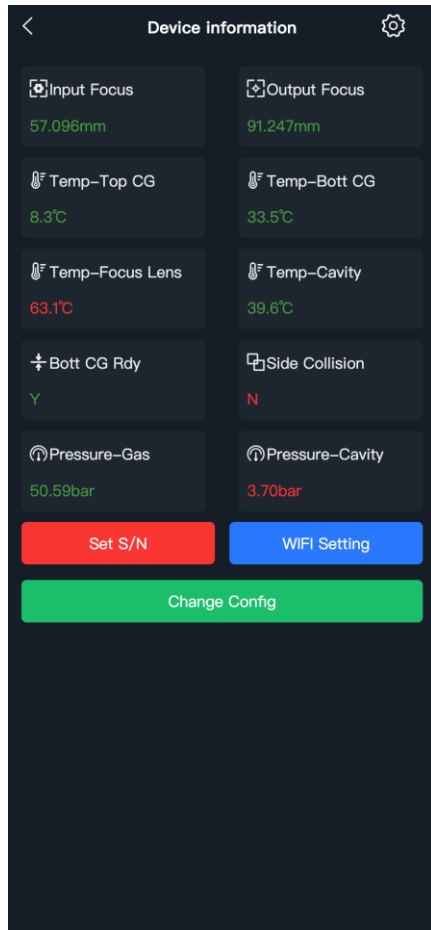 Device information
Input Focus
Output Focus
57.096mm
91.247mm
Temp-Top CG
Temp-Bott CG
8.3℃
33.5℃
Temp-Focus Lens
Temp-Cavity
63.1℃
39.6℃
Bott CG Rdy
Side Collision
Y
N
Pressure-Gas
Pressure-Cavity
50.59bar
3.70bar
Set S/N
WIFI Setting
Change Config